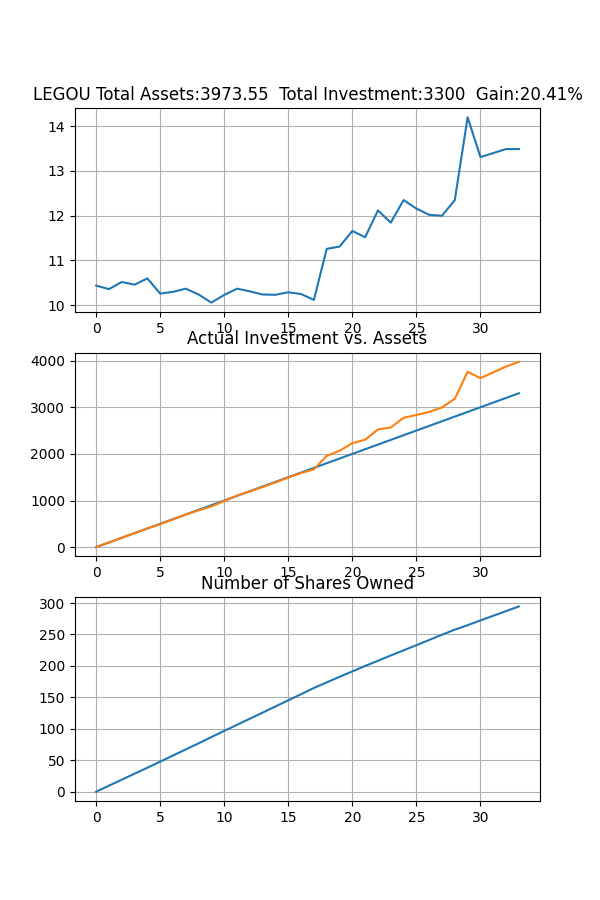 LEGOU Total Assets:3973.55  Total Investment:3300  Gain:20.41%
14
13
12
11
10
0 5 10 15 20 25 30
Actual Investment vs. Assets
4000
3000
2000
1000
0
0 5 10 15 20 25 30
Number of Shares Owned
300
250
200
150
100
50
0
0 5 10 15 20 25 30